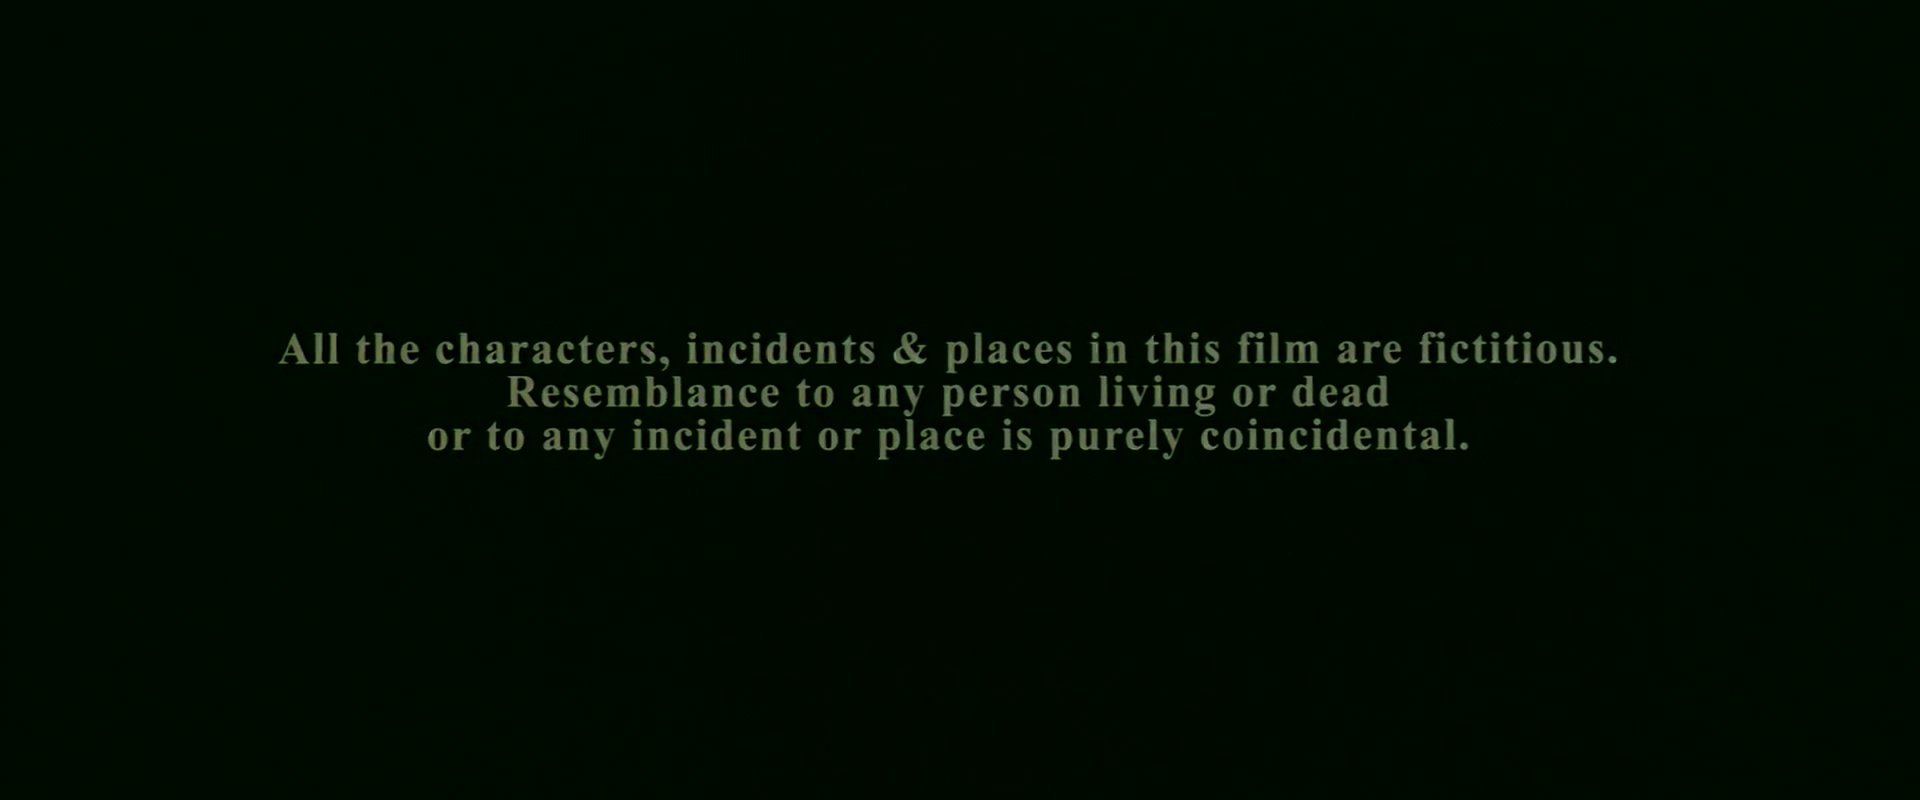 All the characters, incidents & places in this film are fictitious.
Resemblance to any person living or dead
or to any incident or place is purely coincidental.